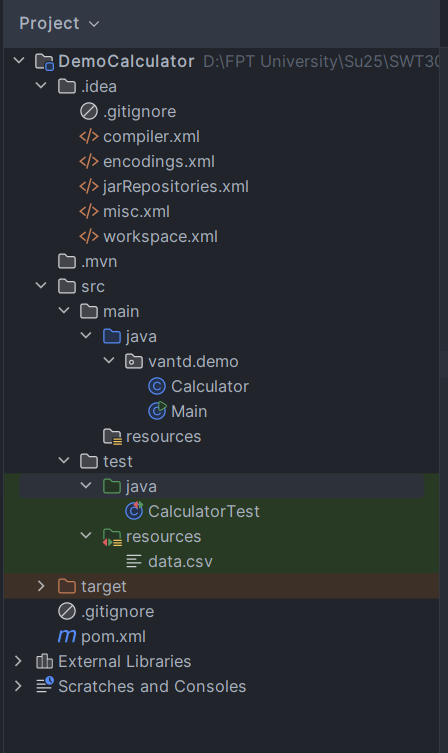 Project
DemoCalculator D:\FPT University\Su25\SWT30
.idea
.gitignore
compiler.xml
encodings.xml
jarRepositories.xml
misc.xml
workspace.xml
.mvn
src
main
java
vantd.demo
Calculator
Main
resources
test
java
CalculatorTest
resources
data.csv
target
.gitignore
pom.xml
External Libraries
Scratches and Consoles